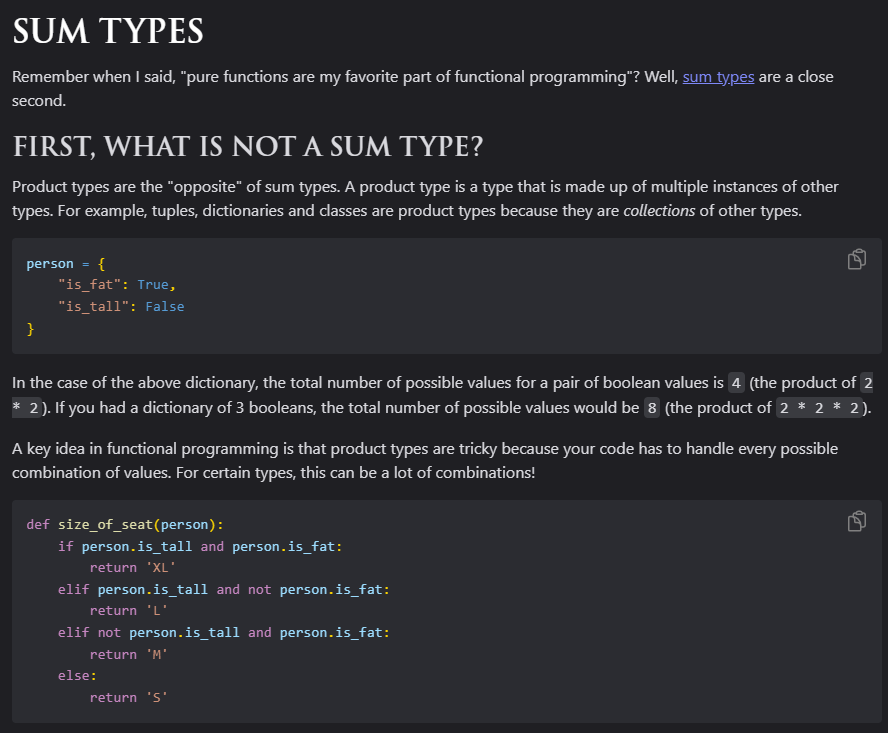 SUM TYPES
Remember when I said, "pure functions are my favorite part of functional programming"? Well, sum types are a close
second.
FIRST, WHAT IS NOT A SUM TYPE?
Product types are the "opposite" of sum types. A product type is a type that is made up of multiple instances of other
types. For example, tuples, dictionaries and classes are product types because they are collections of other types.
person = {
    "is_fat": True,
    "is_tall": False
}
In the case of the above dictionary, the total number of possible values for a pair of boolean values is 4 (the product of 2
* 2). If you had a dictionary of 3 booleans, the total number of possible values would be 8 (the product of 2 * 2 * 2).
A key idea in functional programming is that product types are tricky because your code has to handle every possible
combination of values. For certain types, this can be a lot of combinations!
def size_of_seat(person):
    if person.is_tall and person.is_fat:
        return 'XL'
    elif person.is_tall and not person.is_fat:
        return 'L'
    elif not person.is_tall and person.is_fat:
        return 'M'
    else:
        return 'S'